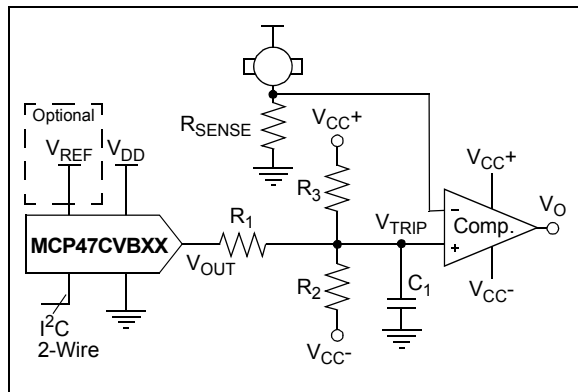 Optional
V_REF V_DD
MCP47CVBXX
I²C
2-Wire
V_OUT
R_1
R_SENSE
V_CC+
R_3
V_TRIP
R_2
V_CC-
C_1
V_CC+
-
Comp.
+
V_O
V_CC-